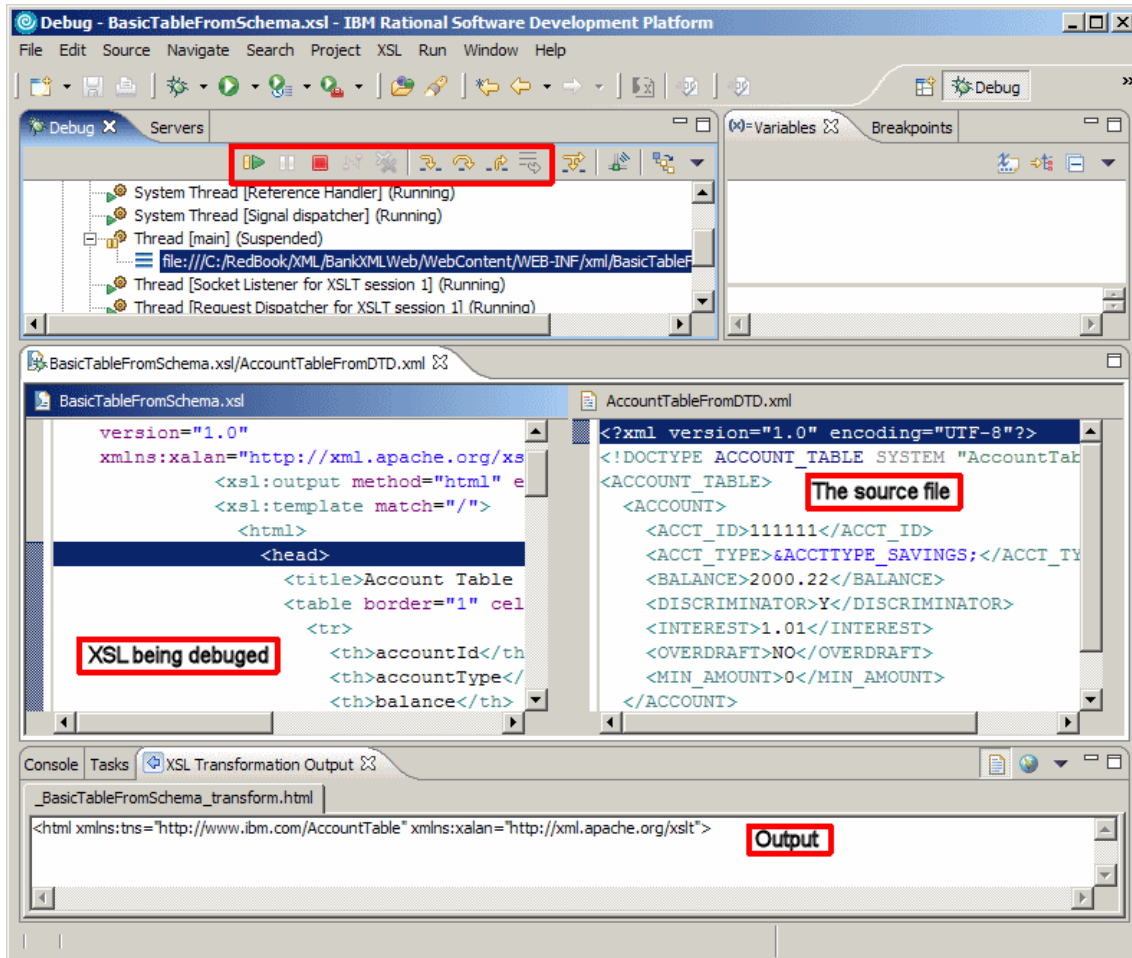 Debug - BasicTableFromSchema.xsl - IBM Rational Software Development Platform
File Edit Source Navigate Search Project XSL Run Window Help
Debug
Debug Servers
(x)= Variables Breakpoints
System Thread [Reference Handler] (Running)
System Thread [Signal dispatcher] (Running)
Thread [main] (Suspended)
file:///C:/RedBook/XML/BankXMLWeb/WebContent/WEB-INF/xml/BasicTableF
Thread [Socket Listener for XSLT session 1] (Running)
Thread [Request Dispatcher for XSLT session 1] (Running)
BasicTableFromSchema.xsl/AccountTableFromDTD.xml
BasicTableFromSchema.xsl
version="1.0"
xmlns:xalan="http://xml.apache.org/xs
<xsl:output method="html" e
<xsl:template match="/">
<html>
<head>
<title>Account Table
<table border="1" cel
<tr>
<th>accountId</th
<th>accountType</
<th>balance</th>
XSL being debuged
AccountTableFromDTD.xml
<?xml version="1.0" encoding="UTF-8"?>
<!DOCTYPE ACCOUNT_TABLE SYSTEM "AccountTab
<ACCOUNT_TABLE>
<ACCOUNT>
<ACCT_ID>111111</ACCT_ID>
<ACCT_TYPE>&ACCTTYPE_SAVINGS;</ACCT_TY
<BALANCE>2000.22</BALANCE>
<DISCRIMINATOR>Y</DISCRIMINATOR>
<INTEREST>1.01</INTEREST>
<OVERDRAFT>NO</OVERDRAFT>
<MIN_AMOUNT>0</MIN_AMOUNT>
</ACCOUNT>
The source file
Console Tasks XSL Transformation Output
_BasicTableFromSchema_transform.html
<html xmlns:tns="http://www.ibm.com/AccountTable" xmlns:xalan="http://xml.apache.org/xslt">
Output